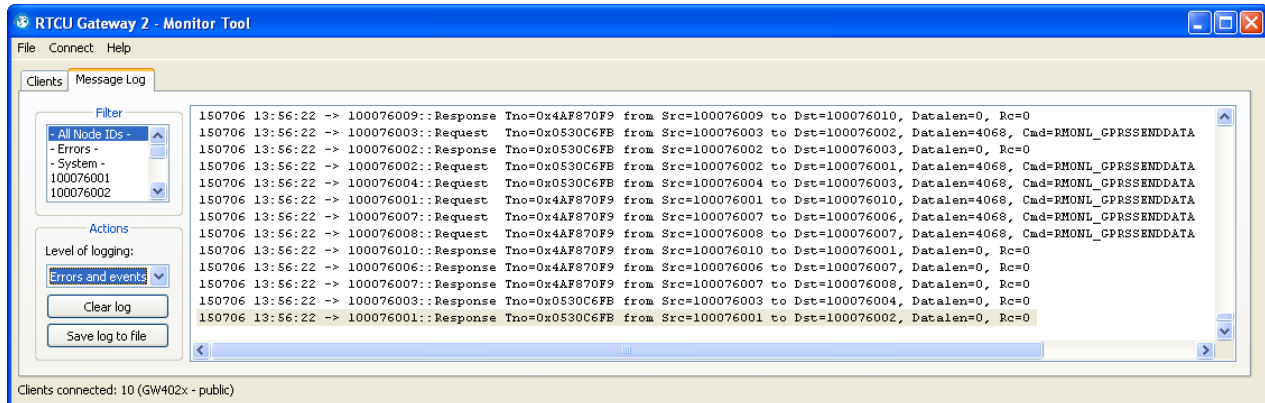 RTCU Gateway 2 - Monitor Tool
File Connect Help
Clients Message Log
Filter
- All Node IDs -
- Errors -
- System -
100076001
100076002
Actions
Level of logging:
Errors and events
Clear log
Save log to file
150706 13:56:22 -> 100076009::Response Tno=0x4AF870F9 from Src=100076009 to Dst=100076010, Datalen=0, Rc=0
150706 13:56:22 -> 100076003::Request Tno=0x0530C6FB from Src=100076003 to Dst=100076002, Datalen=4068, Cmd=RMONL_GPRSSENDDATA
150706 13:56:22 -> 100076002::Response Tno=0x0530C6FB from Src=100076002 to Dst=100076003, Datalen=0, Rc=0
150706 13:56:22 -> 100076002::Request Tno=0x0530C6FB from Src=100076002 to Dst=100076001, Datalen=4068, Cmd=RMONL_GPRSSENDDATA
150706 13:56:22 -> 100076004::Request Tno=0x0530C6FB from Src=100076004 to Dst=100076003, Datalen=4068, Cmd=RMONL_GPRSSENDDATA
150706 13:56:22 -> 100076001::Request Tno=0x4AF870F9 from Src=100076001 to Dst=100076010, Datalen=4068, Cmd=RMONL_GPRSSENDDATA
150706 13:56:22 -> 100076007::Request Tno=0x4AF870F9 from Src=100076007 to Dst=100076006, Datalen=4068, Cmd=RMONL_GPRSSENDDATA
150706 13:56:22 -> 100076008::Request Tno=0x4AF870F9 from Src=100076008 to Dst=100076007, Datalen=4068, Cmd=RMONL_GPRSSENDDATA
150706 13:56:22 -> 100076010::Response Tno=0x4AF870F9 from Src=100076010 to Dst=100076001, Datalen=0, Rc=0
150706 13:56:22 -> 100076006::Response Tno=0x4AF870F9 from Src=100076006 to Dst=100076007, Datalen=0, Rc=0
150706 13:56:22 -> 100076007::Response Tno=0x4AF870F9 from Src=100076007 to Dst=100076008, Datalen=0, Rc=0
150706 13:56:22 -> 100076003::Response Tno=0x0530C6FB from Src=100076003 to Dst=100076004, Datalen=0, Rc=0
150706 13:56:22 -> 100076001::Response Tno=0x0530C6FB from Src=100076001 to Dst=100076002, Datalen=0, Rc=0
Clients connected: 10 (GW402x - public)